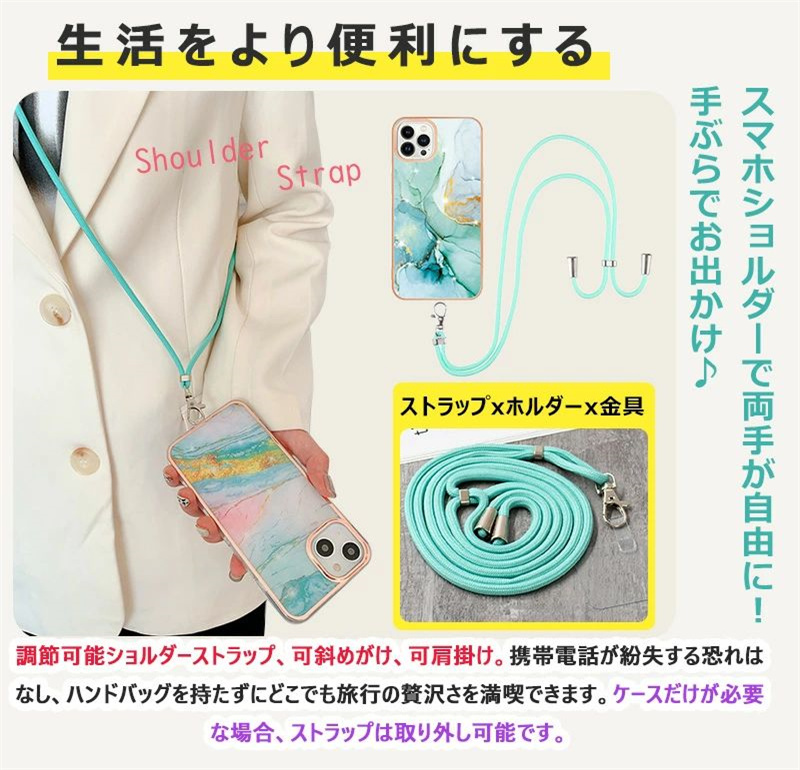 生活をより便利にする
スマホショルダーで両手が自由に！
手ぶらでお出かけ♪
Shoulder
Strap
ストラップxホルダーx金具
調節可能ショルダーストラップ、可斜めがけ、可肩掛け。携帯電話が紛失する恐れは
なし、ハンドバッグを持たずにどこでも旅行の贅沢さを満喫できます。ケースだけが必要
な場合、ストラップは取り外し可能です。